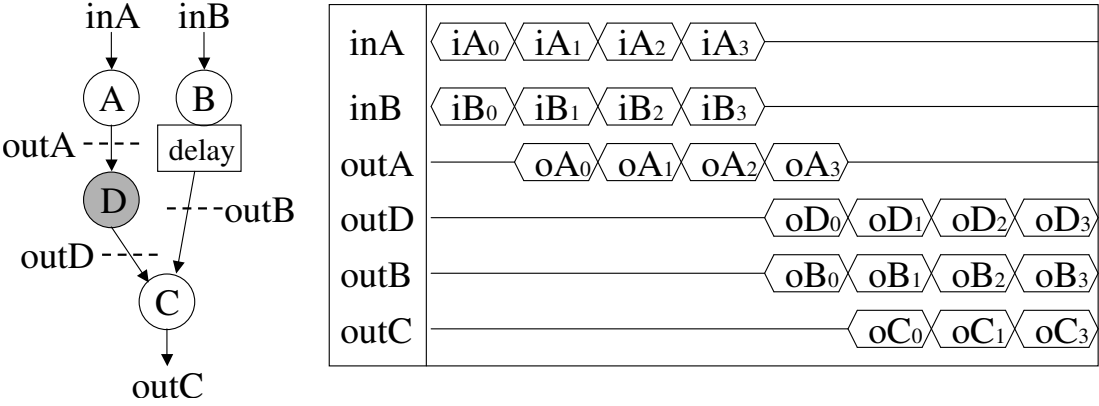 inA inB
A B
outA delay
D outB
outD
C
outC
inA iA0 iA1 iA2 iA3
inB iB0 iB1 iB2 iB3
outA oA0 oA1 oA2 oA3
outD oD0 oD1 oD2 oD3
outB oB0 oB1 oB2 oB3
outC oC0 oC1 oC3